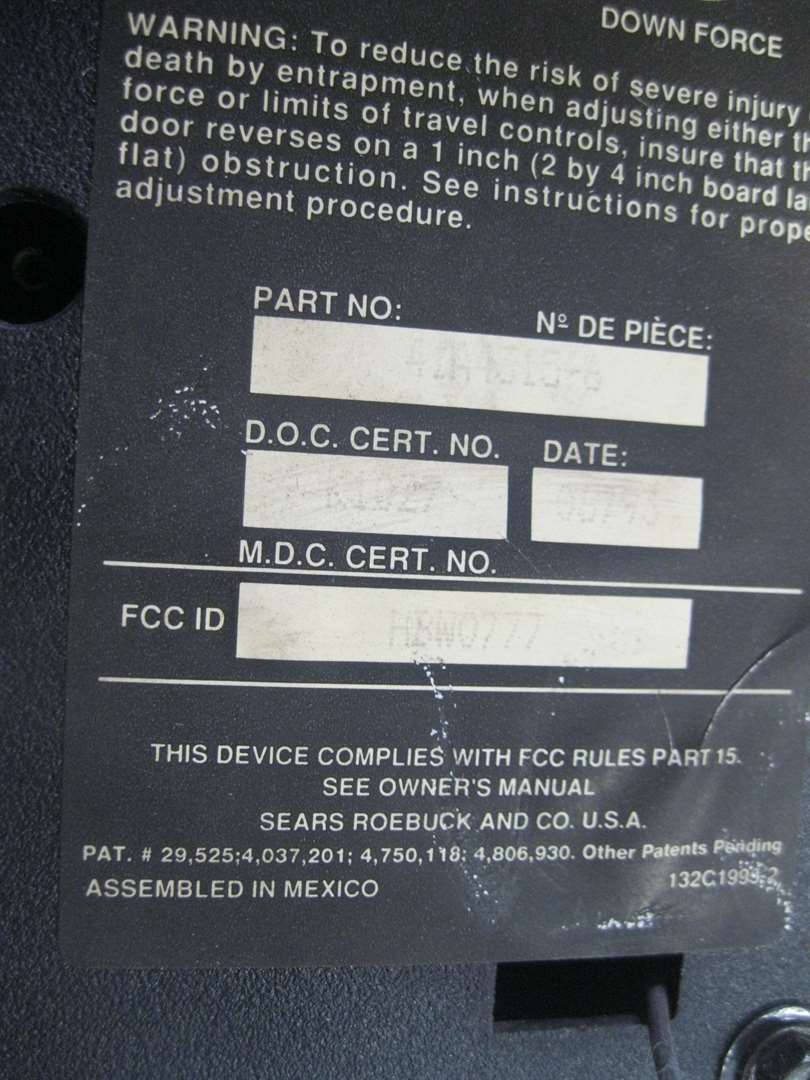 DOWN FORCE
WARNING: To reduce the risk of severe injury
death by entrapment, when adjusting either
force or limits of travel controls, insure that
door reverses on a 1 inch (2 by 4 inch board
flat) obstruction. See instructions for
adjustment procedure.
PART NO: Nº DE PIÈCE:
D.O.C. CERT. NO. DATE:
M.D.C. CERT. NO.
FCC ID HBW0777
THIS DEVICE COMPLIES WITH FCC RULES PART 15.
SEE OWNER'S MANUAL
SEARS ROEBUCK AND CO. U.S.A.
PAT. # 29,525;4,037,201; 4,750,118; 4,806,930. Other Patents Pending
ASSEMBLED IN MEXICO